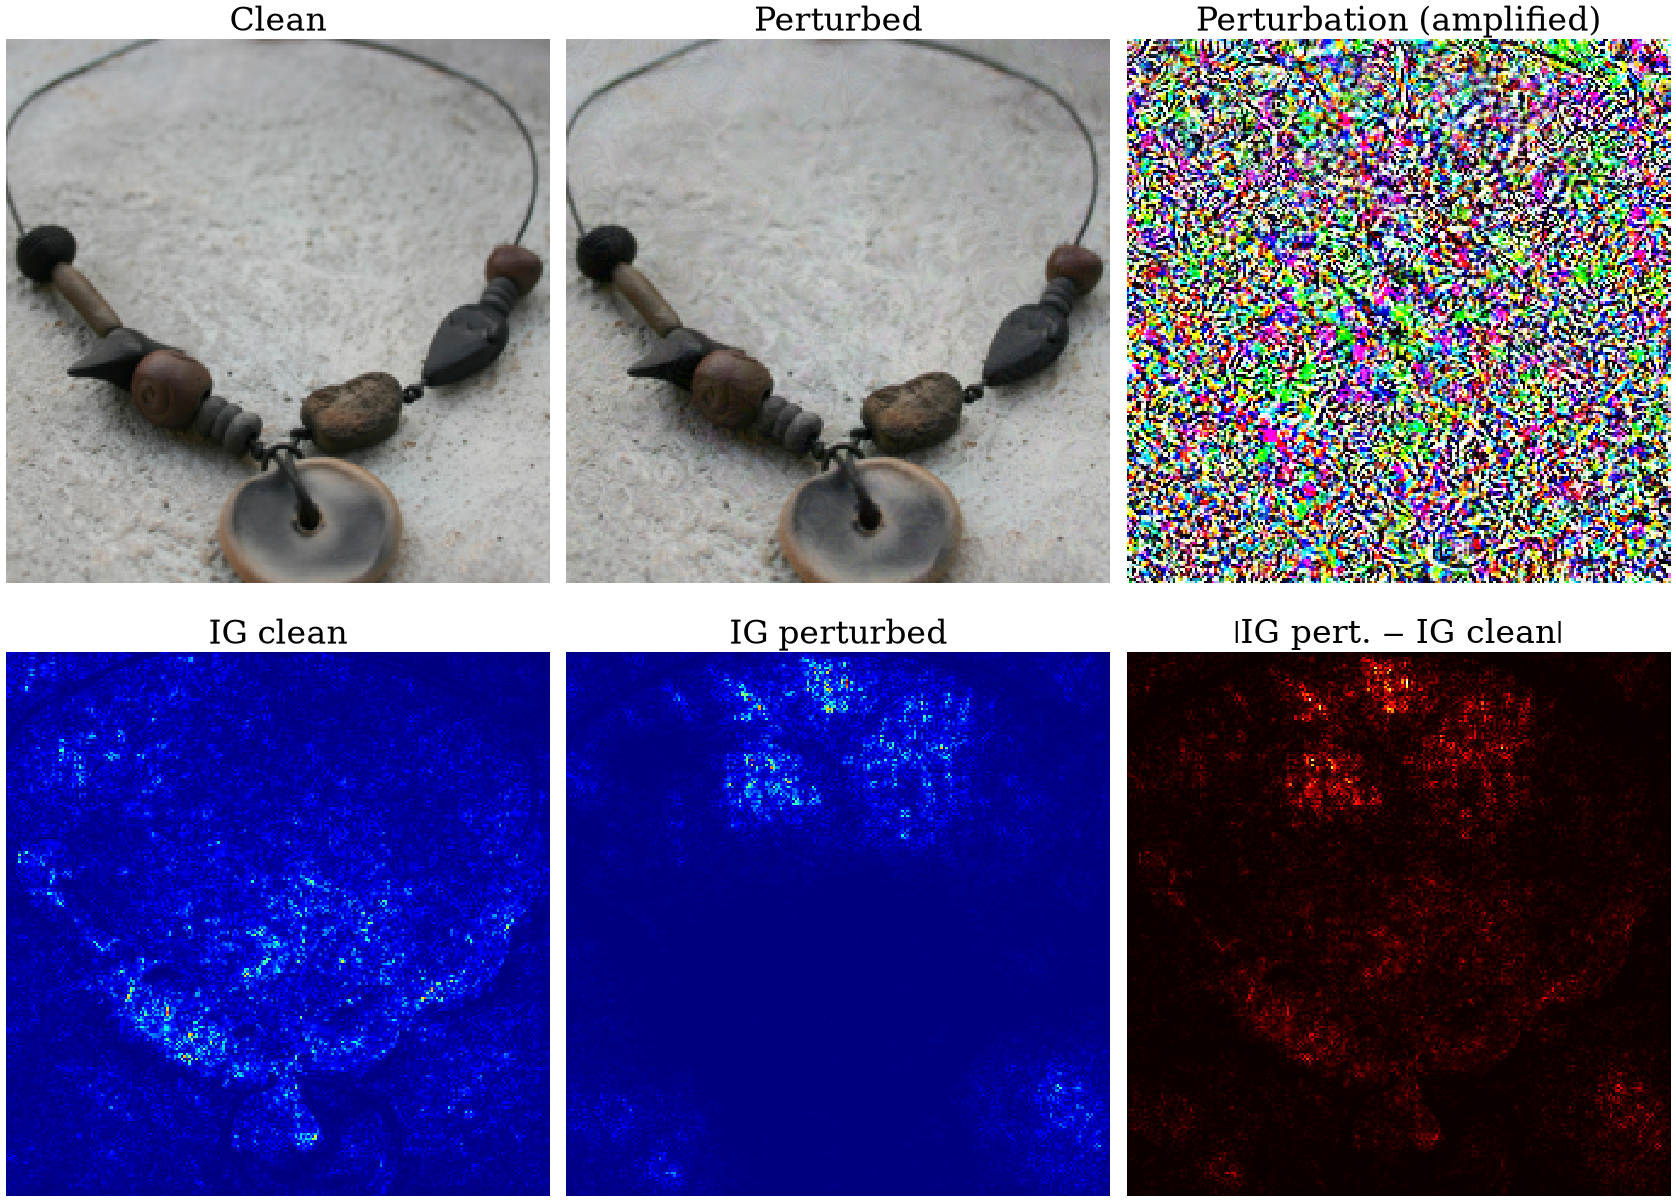 Clean
Perturbed
Perturbation (amplified)
IG clean
IG perturbed
|IG pert. − IG clean|